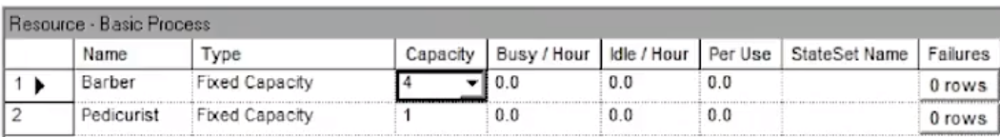 Resource - Basic Process
Name Type Capacity Busy / Hour Idle / Hour Per Use StateSet Name Failures
1 Barber Fixed Capacity 4 0.0 0.0 0.0 0 rows
2 Pedicurist Fixed Capacity 1 0.0 0.0 0.0 0 rows